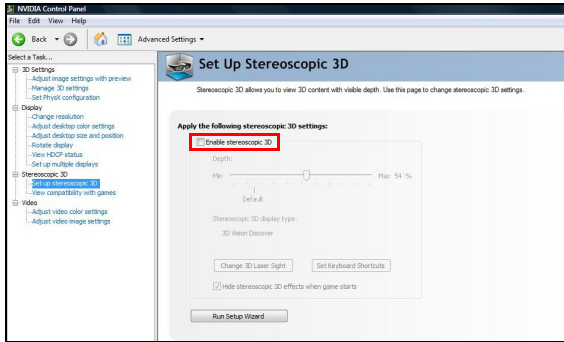 NVIDIA Control Panel
File Edit View Help
Back Advanced Settings
Select a Task...
3D Settings
Adjust image settings with preview
Manage 3D settings
Set PhysX configuration
Display
Change resolution
Adjust desktop color settings
Adjust desktop size and position
Rotate display
View HDCP status
Set up multiple displays
Stereoscopic 3D
Set up stereoscopic 3D
View compatibility with games
Video
Adjust video color settings
Adjust video image settings
Set Up Stereoscopic 3D
Stereoscopic 3D allows you to view 3D content with visible depth. Use this page to change stereoscopic 3D settings.
Apply the following stereoscopic 3D settings:
Enable stereoscopic 3D
Depth:
Min Max 54 %
Default
Stereoscopic 3D display type:
3D Vision Discover
Change 3D Laser Sight Set Keyboard Shortcuts
Hide stereoscopic 3D effects when game starts
Run Setup Wizard